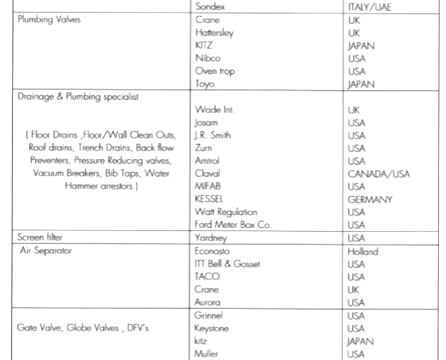 Sondex ITALY/UAE
Plumbing Valves Crane UK
Hattersley UK
KITZ JAPAN
Nibco USA
Oven trop USA
Toyo JAPAN
Drainage & Plumbing specialist
Wade Int. UK
Josam USA
( Floor Drains ,Floor/Wall Clean Outs, J.R. Smith USA
Roof drains, Trench Drains, Back flow Zurn USA
Preventers, Pressure Reducing valves, Amtrol USA
Vacuum Breakers, Bib Taps, Water Claval CANADA/USA
Hammer arrestors ) MIFAB USA
KESSEL GERMANY
Watt Regulation USA
Ford Meter Box Co. USA
Screen filter Yardney USA
Air Separator Econosto Holland
ITT Bell & Gosset USA
TACO USA
Crane UK
Aurora USA
Grinnel USA
Gate Valve, Globe Valves , DFV's Keystone USA
kitz JAPAN
Muller USA